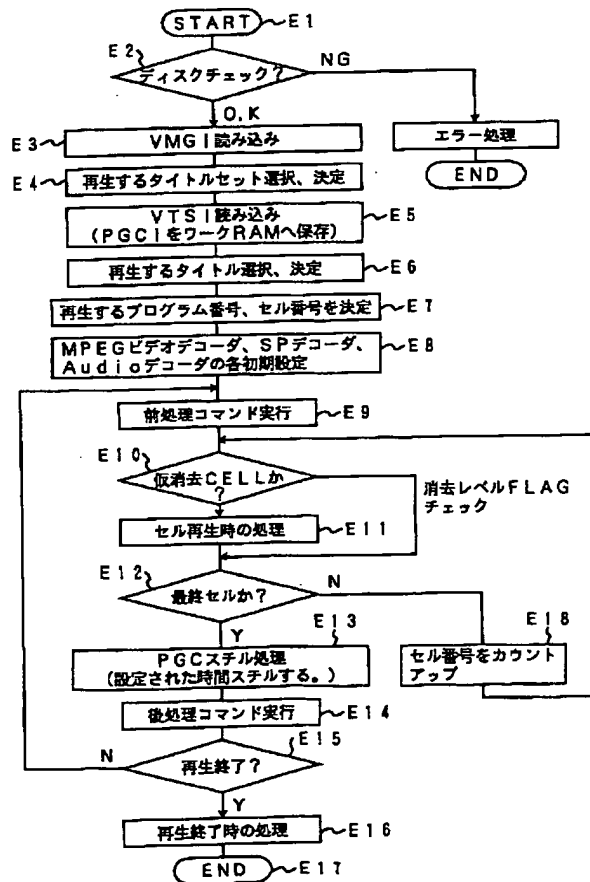 START E1
E2
ディスクチェック?
NG
O,K
エラー処理
END
E3 VMGI読み込み
E4 再生するタイトルセット選択、決定
VTSI読み込み
(PGCIをワークRAMへ保存)
E5
再生するタイトル選択、決定 E6
再生するプログラム番号、セル番号を決定 E7
MPEGビデオデコーダ、SPデコーダ、
Audioデコーダの各初期設定
E8
前処理コマンド実行 E9
E10
仮消去CELLか
?
消去レベルFLAG
チェック
セル再生時の処理 E11
E12
最終セルか?
N
Y
E13
PGCスチル処理
(設定された時間スチルする。)
E18
セル番号をカウント
アップ
後処理コマンド実行 E14
E15
再生終了?
N
Y
再生終了時の処理 E16
END E17